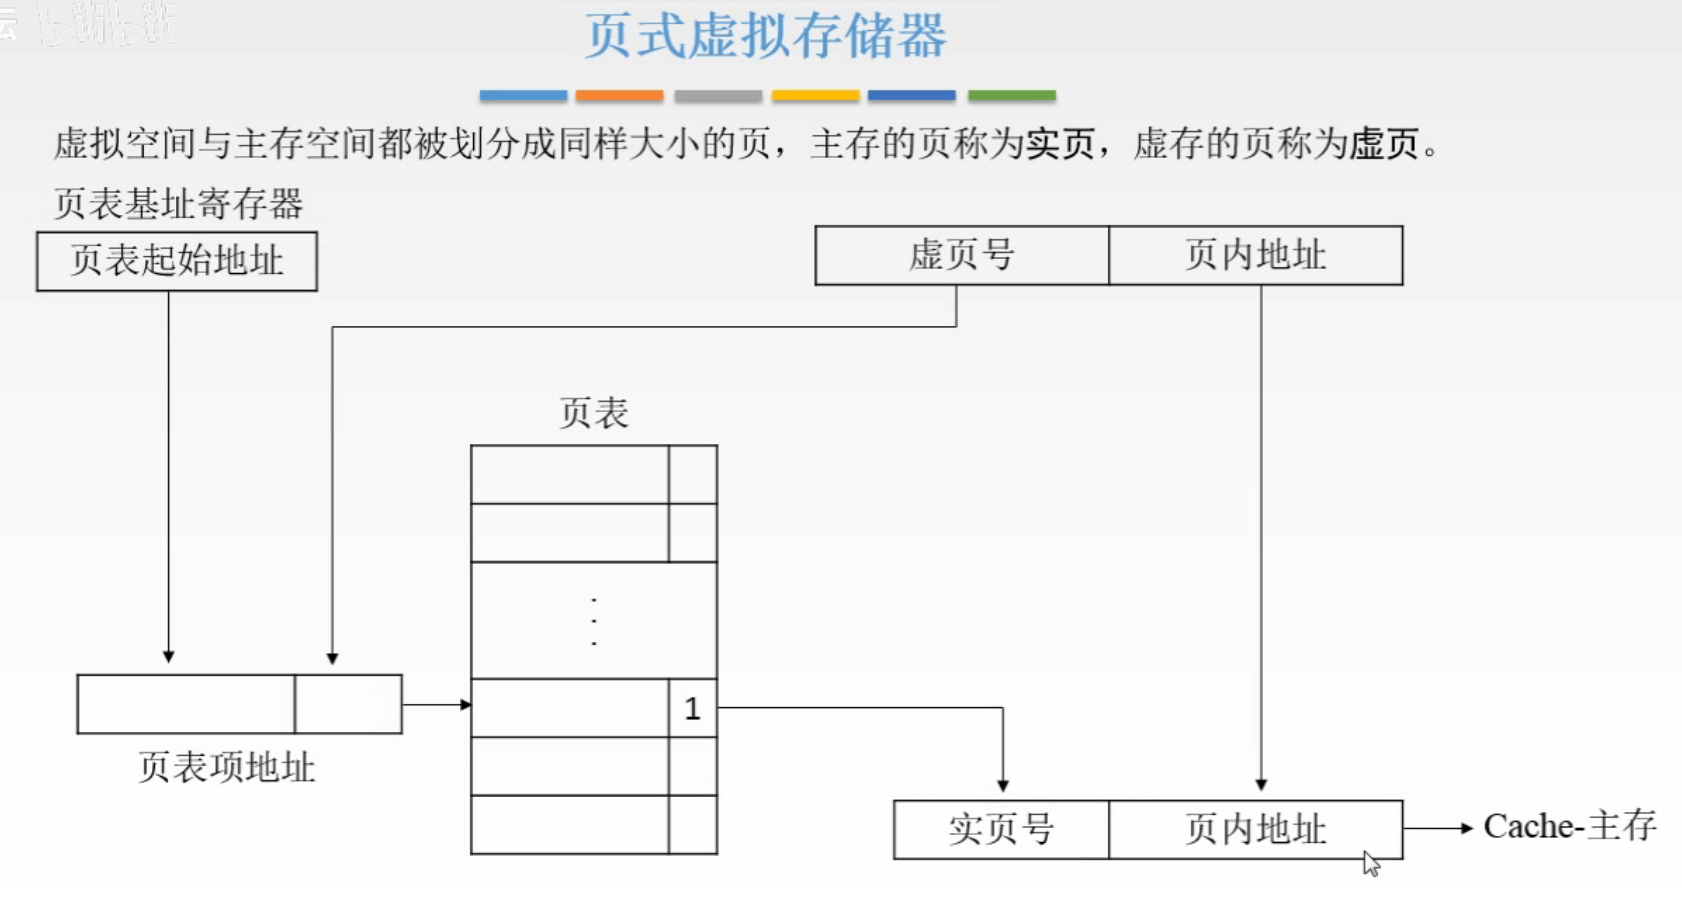 云 bilibili
页式虚拟存储器
虚拟空间与主存空间都被划分成同样大小的页，主存的页称为实页，虚存的页称为虚页。
页表基址寄存器
页表起始地址
虚页号 页内地址
页表
1
页表项地址
实页号 页内地址
Cache-主存